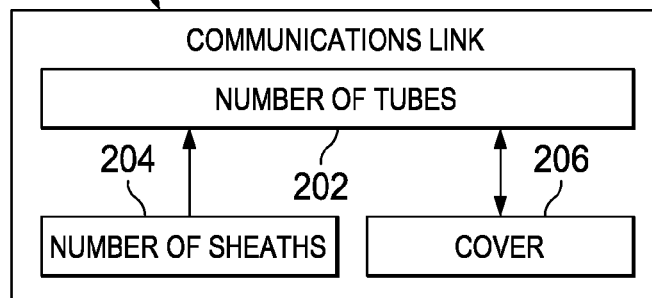 COMMUNICATIONS LINK
NUMBER OF TUBES
204
202
206
NUMBER OF SHEATHS
COVER